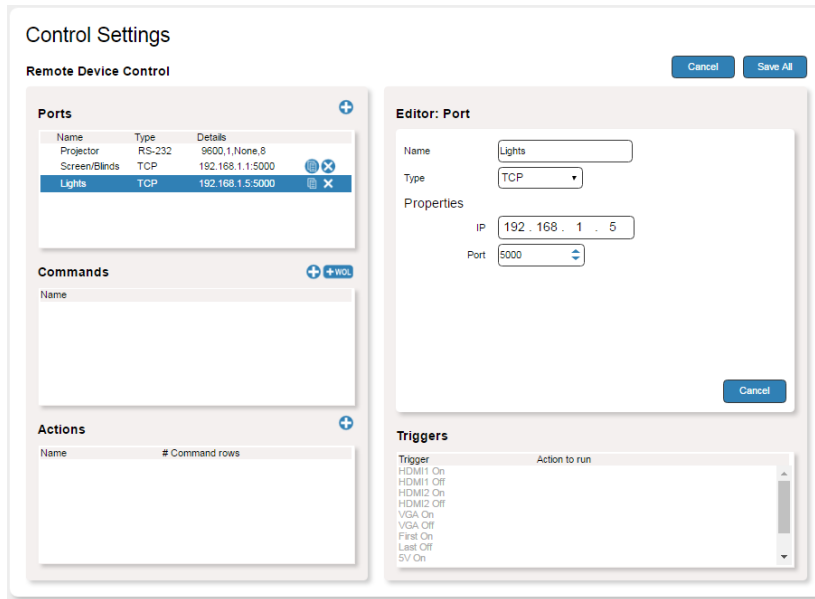 Control Settings
Remote Device Control
Cancel
Save All
Ports
Name Type Details
Projector RS-232 9600,1,None,8
Screen/Blinds TCP 192.168.1.1:5000
Lights TCP 192.168.1.5:5000
Commands
+WOL
Name
Actions
Name # Command rows
Editor: Port
Name Lights
Type TCP
Properties
IP 192 . 168 . 1 . 5
Port 5000
Cancel
Triggers
Trigger Action to run
HDMI1 On
HDMI1 Off
HDMI2 On
HDMI2 Off
VGA On
VGA Off
First On
Last Off
5V On